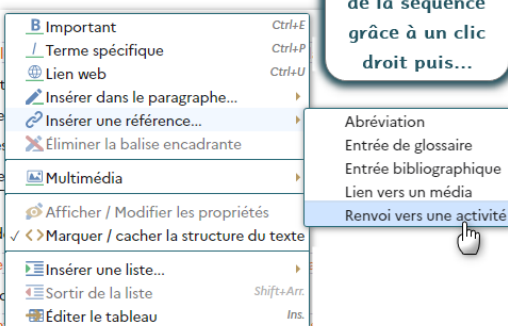 de la séquence
grâce à un clic
droit puis...
B Important Ctrl+E
I Terme spécifique Ctrl+P
Lien web Ctrl+U
Insérer dans le paragraphe...
Insérer une référence...
Éliminer la balise encadrante
Multimédia
Afficher / Modifier les propriétés
✓ <> Marquer / cacher la structure du texte
Insérer une liste...
Sortir de la liste Shift+Arr.
Éditer le tableau Ins.
Abréviation
Entrée de glossaire
Entrée bibliographique
Lien vers un média
Renvoi vers une activité